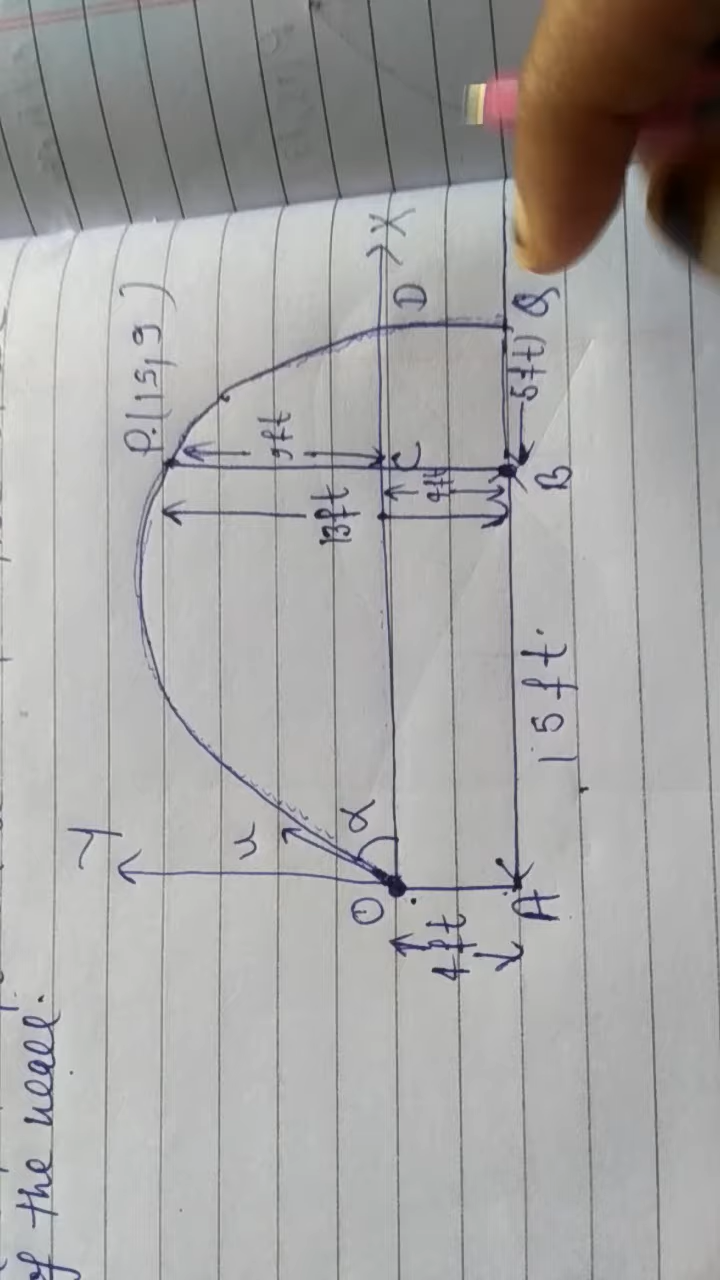 of the wall.
Y
P.(15, 9)
u
9ft
13ft
O
α
C
D
X
4ft
4ft
A
15ft.
B
5ft)
Q